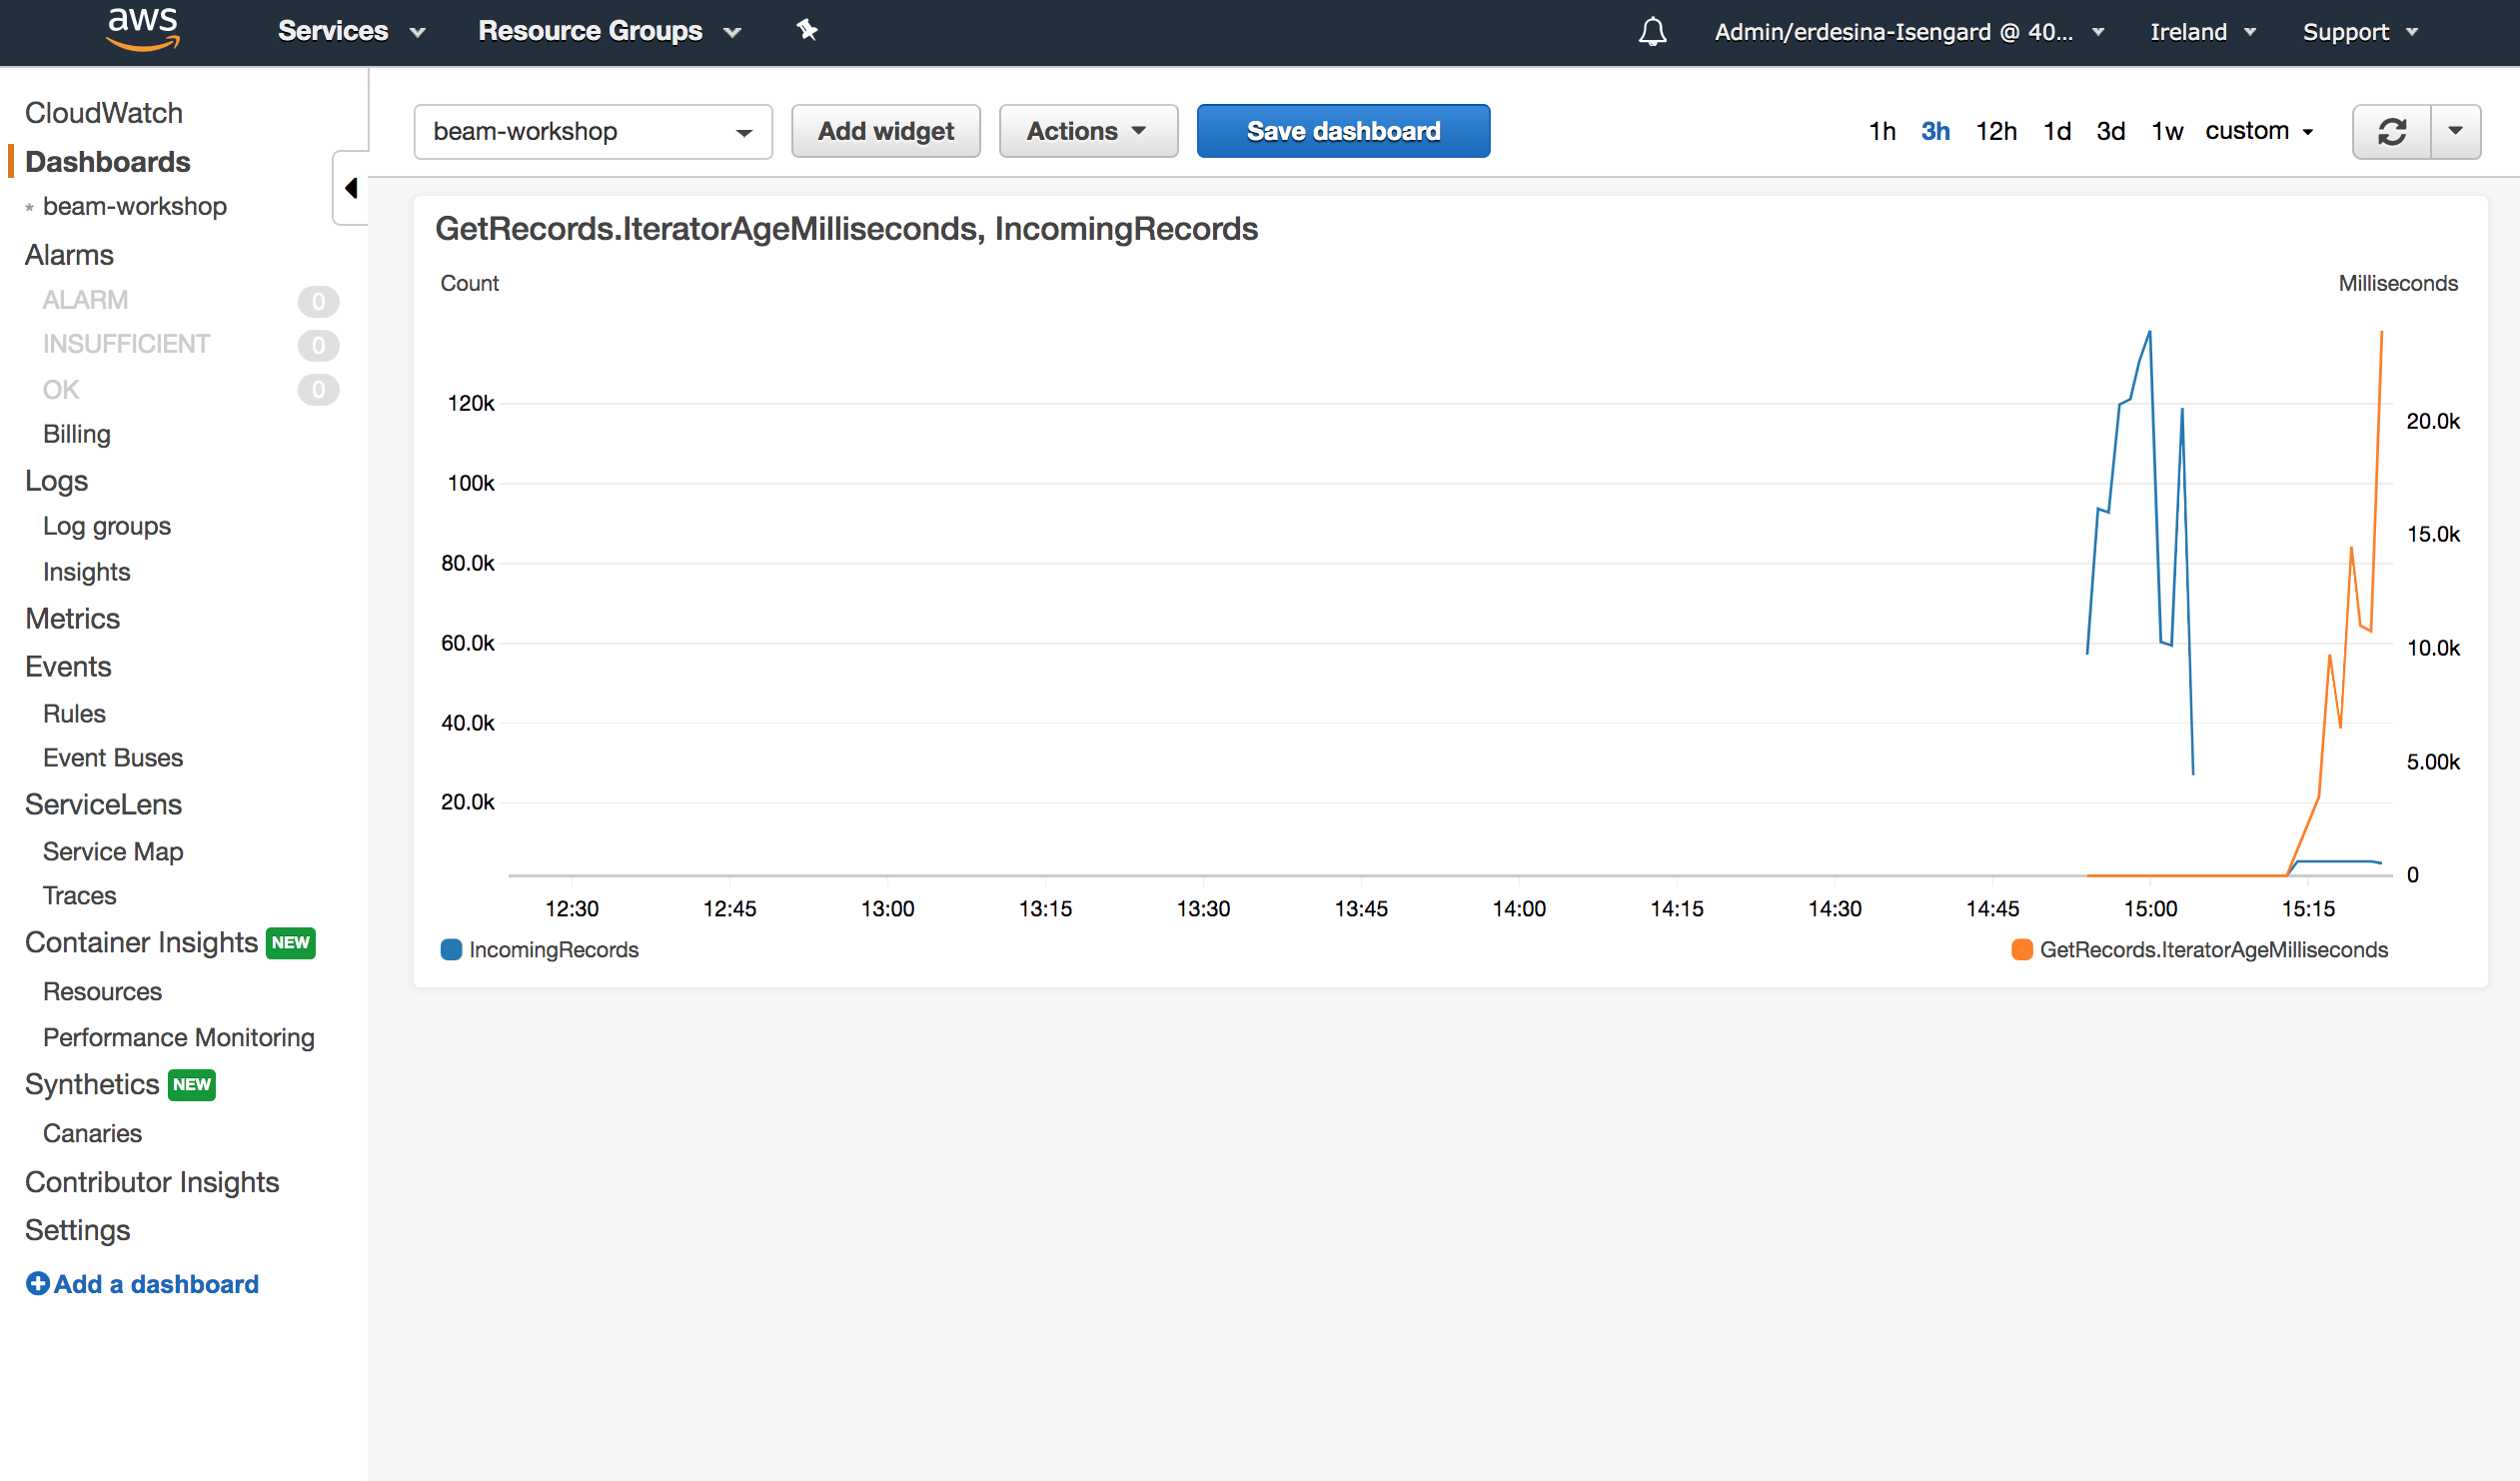 aws Services Resource Groups Admin/erdesina-Isengard @ 40... Ireland Support
CloudWatch
Dashboards
* beam-workshop
Alarms
ALARM 0
INSUFFICIENT 0
OK 0
Billing
Logs
Log groups
Insights
Metrics
Events
Rules
Event Buses
ServiceLens
Service Map
Traces
Container Insights NEW
Resources
Performance Monitoring
Synthetics NEW
Canaries
Contributor Insights
Settings
Add a dashboard
beam-workshop Add widget Actions Save dashboard 1h 3h 12h 1d 3d 1w custom
GetRecords.IteratorAgeMilliseconds, IncomingRecords
Count Milliseconds
120k
20.0k
100k
15.0k
80.0k
60.0k
10.0k
40.0k
5.00k
20.0k
0
12:30 12:45 13:00 13:15 13:30 13:45 14:00 14:15 14:30 14:45 15:00 15:15
IncomingRecords GetRecords.IteratorAgeMilliseconds